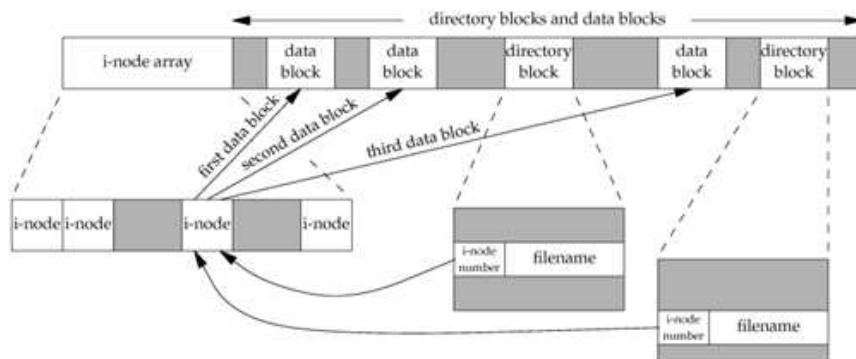 directory blocks and data blocks
i-node array
data
block
data
block
directory
block
data
block
directory
block
first data block
second data block
third data block
i-node
i-node
i-node
i-node
i-node
number
filename
i-node
number
filename